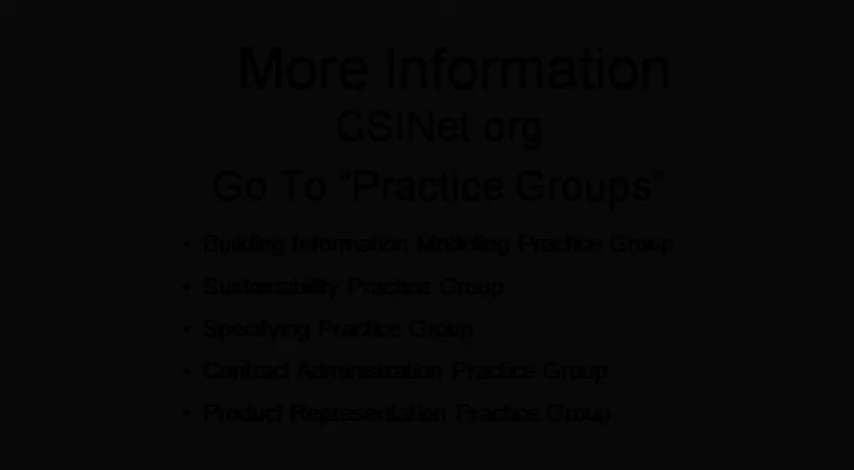 More Information
CSINet org
Go To "Practice Groups"
• Building Information Modeling Practice Group
• Sustainability Practice Group
• Specifying Practice Group
• Contract Administration Practice Group
• Product Representation Practice Group